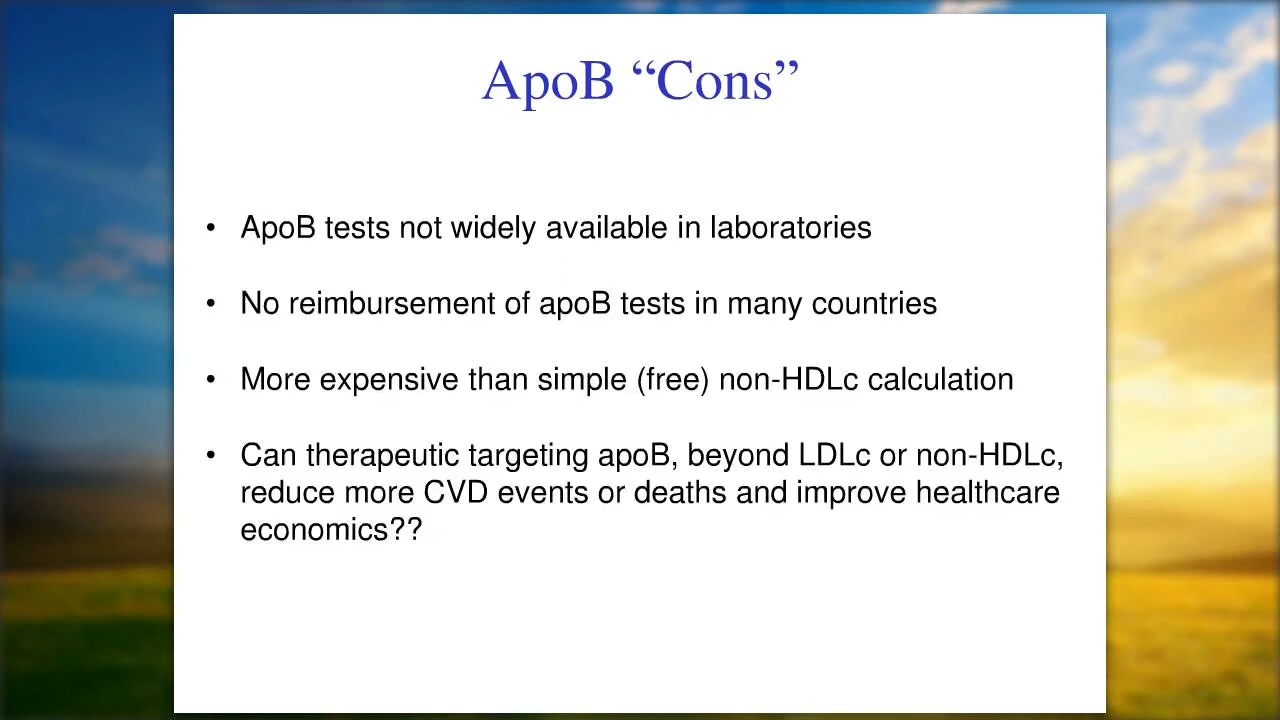 ApoB “Cons”
• ApoB tests not widely available in laboratories
• No reimbursement of apoB tests in many countries
• More expensive than simple (free) non-HDLc calculation
• Can therapeutic targeting apoB, beyond LDLc or non-HDLc,
reduce more CVD events or deaths and improve healthcare
economics??